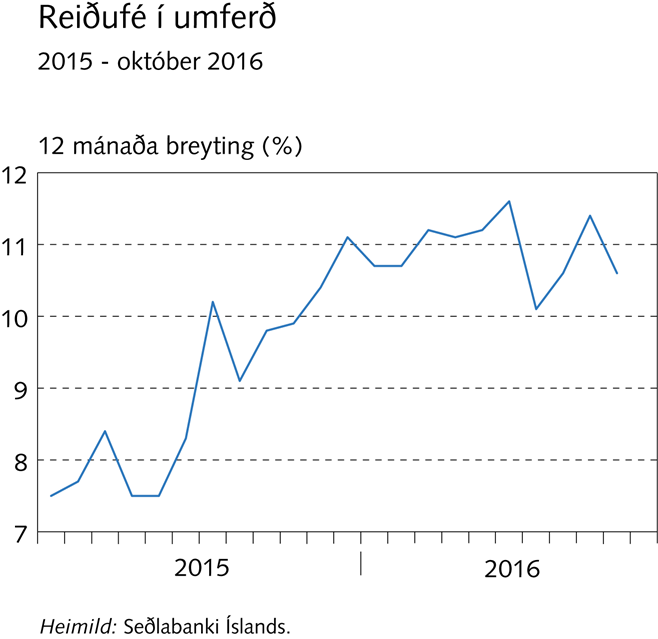 Reiðufé í umferð
2015 - október 2016
12 mánaða breyting (%)
12
11
10
9
8
7
2015
2016
Heimild: Seðlabanki Íslands.